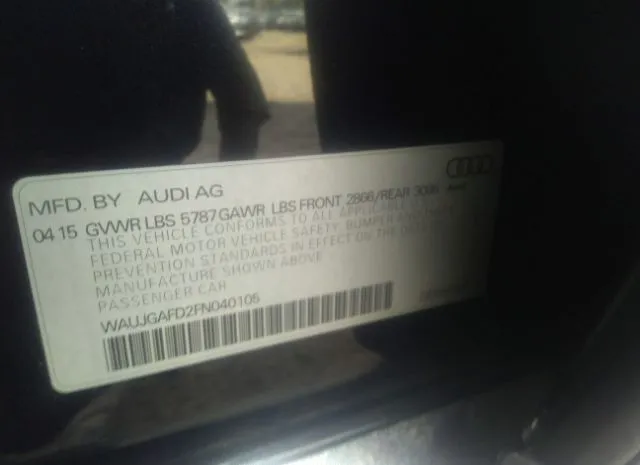 MFD. BY AUDI AG
04 15 GVWR LBS 5787 GAWR LBS FRONT 2866/REAR 3086
THIS VEHICLE CONFORMS TO ALL APPLICABLE
FEDERAL MOTOR VEHICLE SAFETY, BUMPER AND THEFT
PREVENTION STANDARDS IN EFFECT ON THE DATE OF
MANUFACTURE SHOWN ABOVE
PASSENGER CAR
WAUJGAFD2FN040105